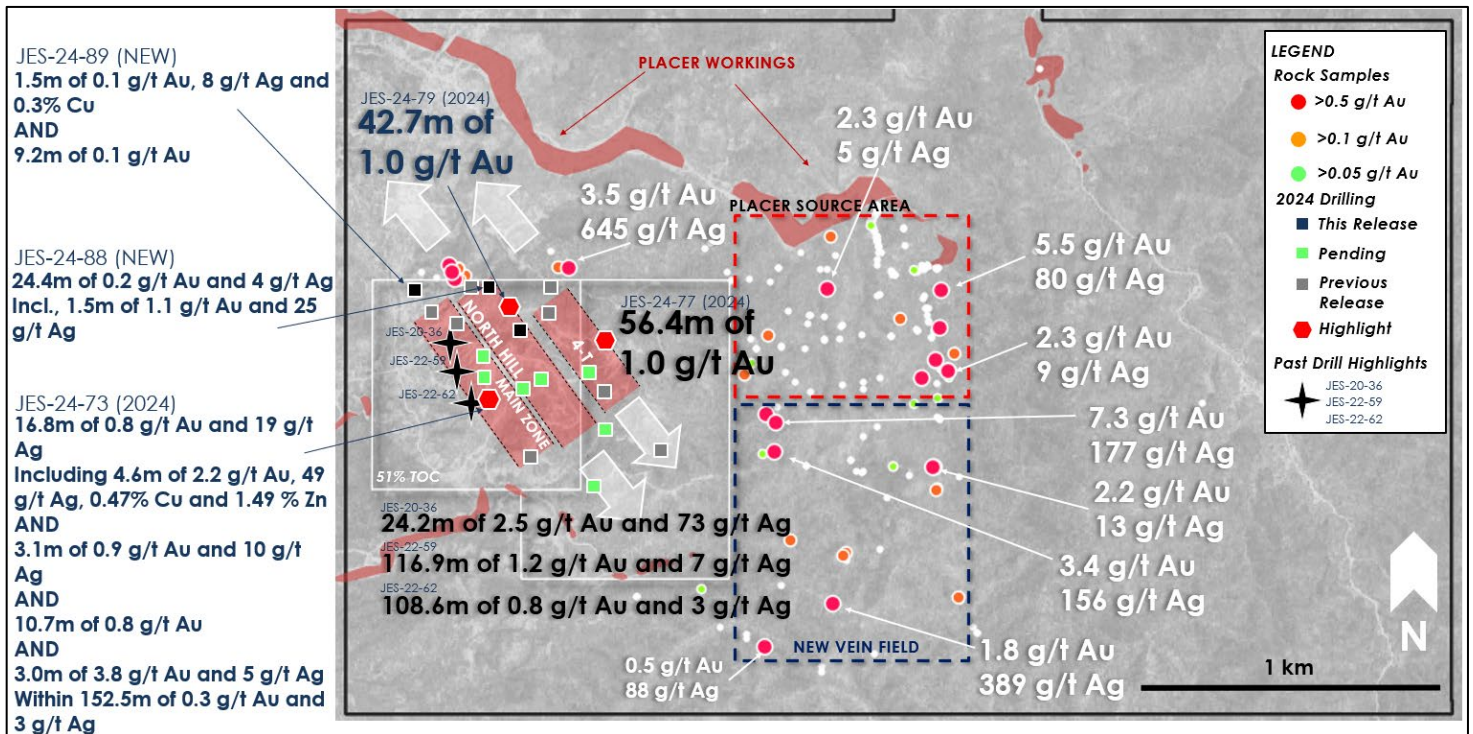 JES-24-89 (NEW)
1.5m of 0.1 g/t Au, 8 g/t Ag and
0.3% Cu
AND
9.2m of 0.1 g/t Au
JES-24-88 (NEW)
24.4m of 0.2 g/t Au and 4 g/t Ag
Incl., 1.5m of 1.1 g/t Au and 25
g/t Ag
JES-24-73 (2024)
16.8m of 0.8 g/t Au and 19 g/t
Ag
Including 4.6m of 2.2 g/t Au, 49
g/t Ag, 0.47% Cu and 1.49 % Zn
AND
3.1m of 0.9 g/t Au and 10 g/t
Ag
AND
10.7m of 0.8 g/t Au
AND
3.0m of 3.8 g/t Au and 5 g/t Ag
Within 152.5m of 0.3 g/t Au and
3 g/t Ag
PLACER WORKINGS
JES-24-79 (2024)
42.7m of
1.0 g/t Au
3.5 g/t Au
645 g/t Ag
2.3 g/t Au
5 g/t Ag
PLACER SOURCE AREA
5.5 g/t Au
80 g/t Ag
JES-24-77 (2024)
56.4m of
1.0 g/t Au
NORTH HILL
MAIN ZONE
4-T
JES-20-36
JES-22-59
JES-22-62
51% TOC
2.3 g/t Au
9 g/t Ag
7.3 g/t Au
177 g/t Ag
2.2 g/t Au
13 g/t Ag
3.4 g/t Au
156 g/t Ag
JES-20-36
24.2m of 2.5 g/t Au and 73 g/t Ag
JES-22-59
116.9m of 1.2 g/t Au and 7 g/t Ag
JES-22-62
108.6m of 0.8 g/t Au and 3 g/t Ag
0.5 g/t Au
88 g/t Ag
NEW VEIN FIELD
1.8 g/t Au
389 g/t Ag
LEGEND
Rock Samples
>0.5 g/t Au
>0.1 g/t Au
>0.05 g/t Au
2024 Drilling
This Release
Pending
Previous
Release
Highlight
Past Drill Highlights
JES-20-36
JES-22-59
JES-22-62
N
1 km